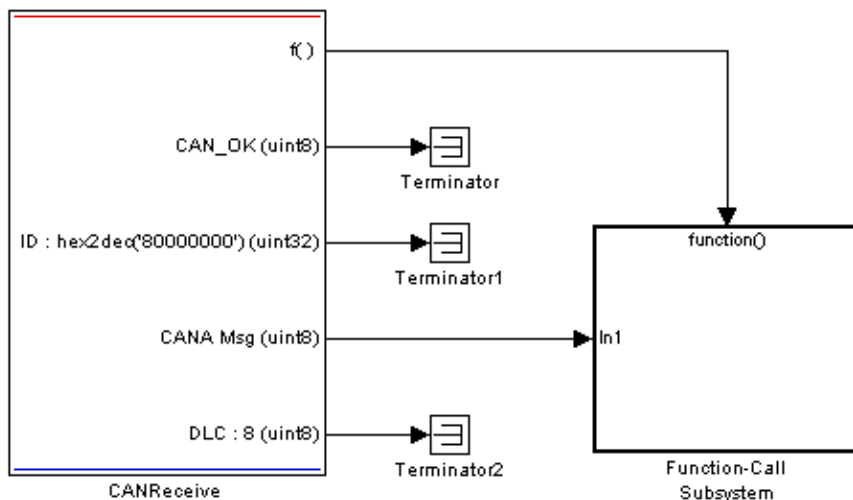 f()
CAN_OK (uint8)
Terminator
ID : hex2dec('80000000') (uint32)
function()
Terminator1
CANA Msg (uint8)
In1
DLC : 8 (uint8)
Terminator2
CANReceive
Function-Call
Subsystem